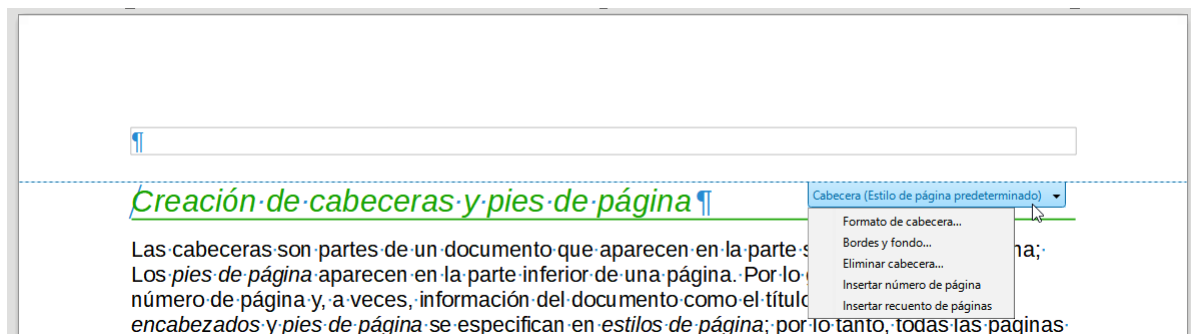 ¶
Creación de cabeceras y pies de página¶
Cabecera (Estilo de página predeterminado)
Formato de cabecera...
Bordes y fondo...
Eliminar cabecera...
Insertar número de página
Insertar recuento de páginas
Las cabeceras son partes de un documento que aparecen en la parte s na;
Los pies de página aparecen en la parte inferior de una página. Por lo
número de página y, a veces, información del documento como el título
encabezados y pies de página se especifican en estilos de página; por lo tanto, todas las páginas